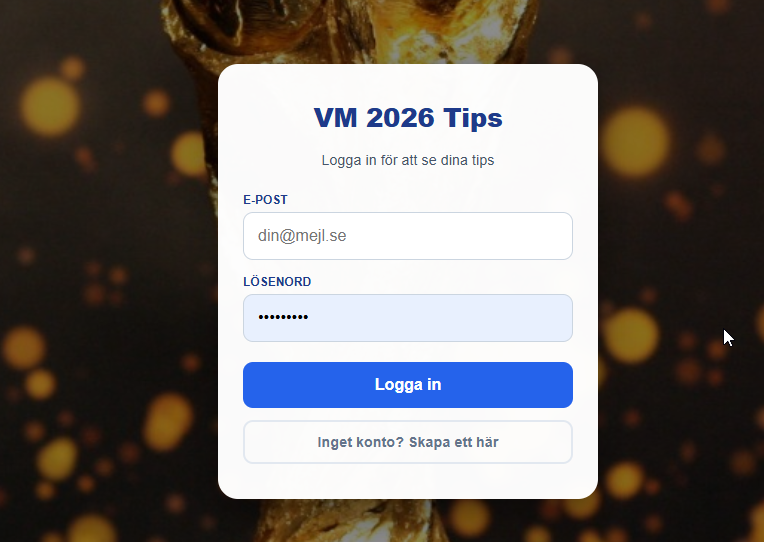 VM 2026 Tips
Logga in för att se dina tips
E-POST
din@mejl.se
LÖSENORD
•••••••••
Logga in
Inget konto? Skapa ett här